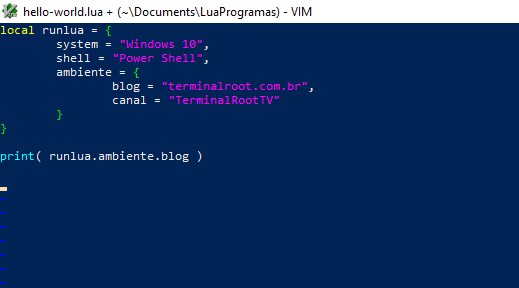 hello-world.lua + (~\Documents\LuaProgramas) - VIM
local runlua = {
        system = "Windows 10",
        shell = "Power Shell",
        ambiente = {
                blog = "terminalroot.com.br",
                canal = "TerminalRootTV"
        }
}
print( runlua.ambiente.blog )
~
~
~
~
~
~